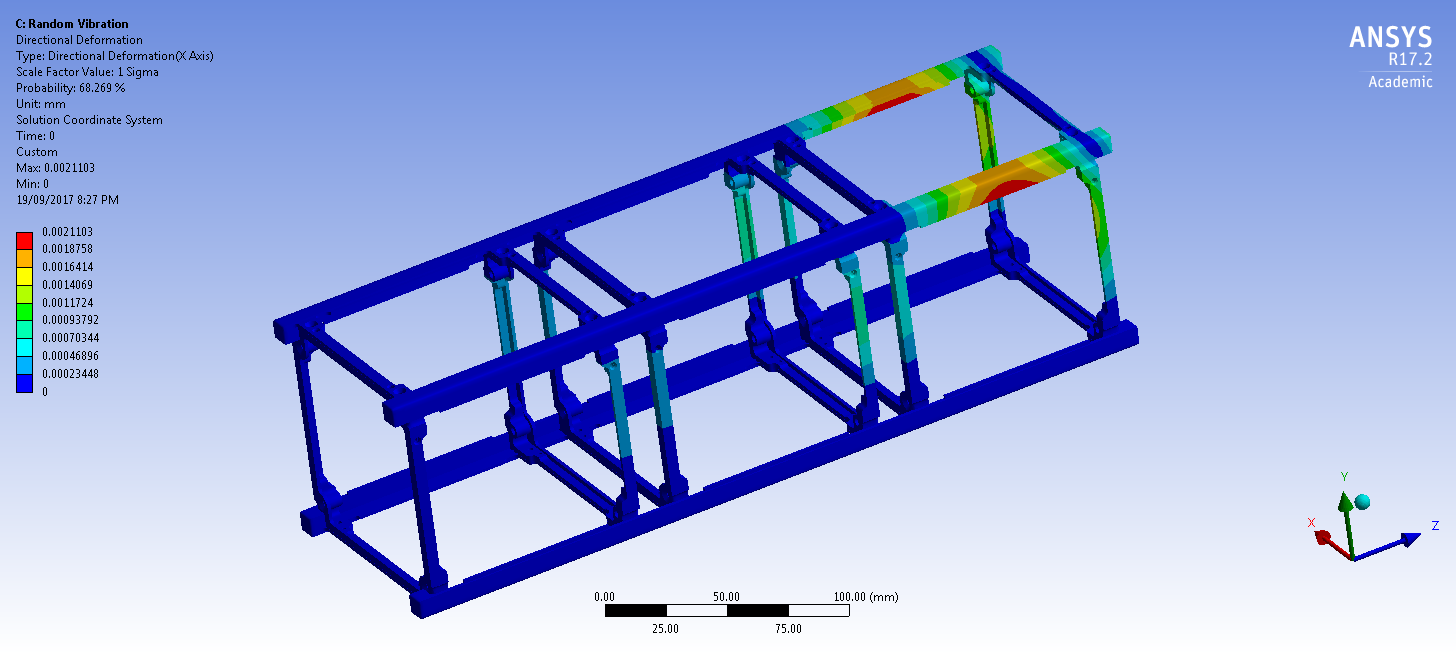 C: Random Vibration
Directional Deformation
Type: Directional Deformation(X Axis)
Scale Factor Value: 1 Sigma
Probability: 68.269 %
Unit: mm
Solution Coordinate System
Time: 0
Custom
Max: 0.0021103
Min: 0
19/09/2017 8:27 PM
0.0021103
0.0018758
0.0016414
0.0014069
0.0011724
0.00093792
0.00070344
0.00046896
0.00023448
0
ANSYS
R17.2
Academic
Y
X
Z
0.00 50.00 100.00 (mm)
25.00 75.00